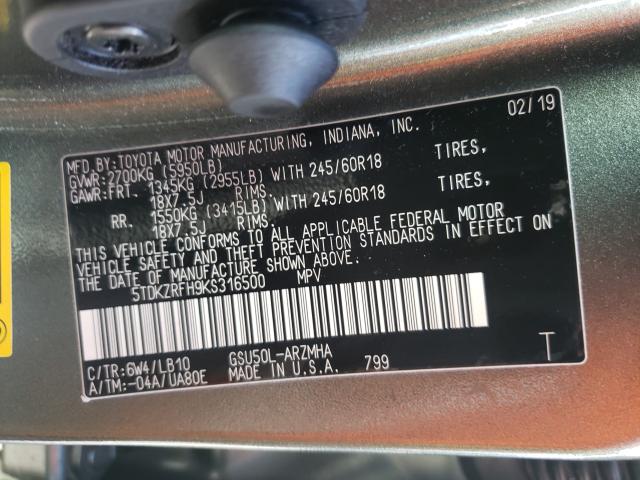 02/19
MFD.BY:TOYOTA MOTOR MANUFACTURING, INDIANA, INC.
GVWR:2700KG (5950LB)
GAWR:FRT. 1345KG (2955LB) WITH 245/60R18 TIRES,
18X7.5J RIMS
RR. 1550KG (3415LB) WITH 245/60R18 TIRES,
18X7.5J RIMS
THIS VEHICLE CONFORMS TO ALL APPLICABLE FEDERAL MOTOR
VEHICLE SAFETY AND THEFT PREVENTION STANDARDS IN EFFECT ON
THE DATE OF MANUFACTURE SHOWN ABOVE.
5TDKZRFH9KS316500 MPV
C/TR:6W4/LB10 GSU50L-ARZMHA T
A/TM:-04A/UA80E MADE IN U.S.A. 799